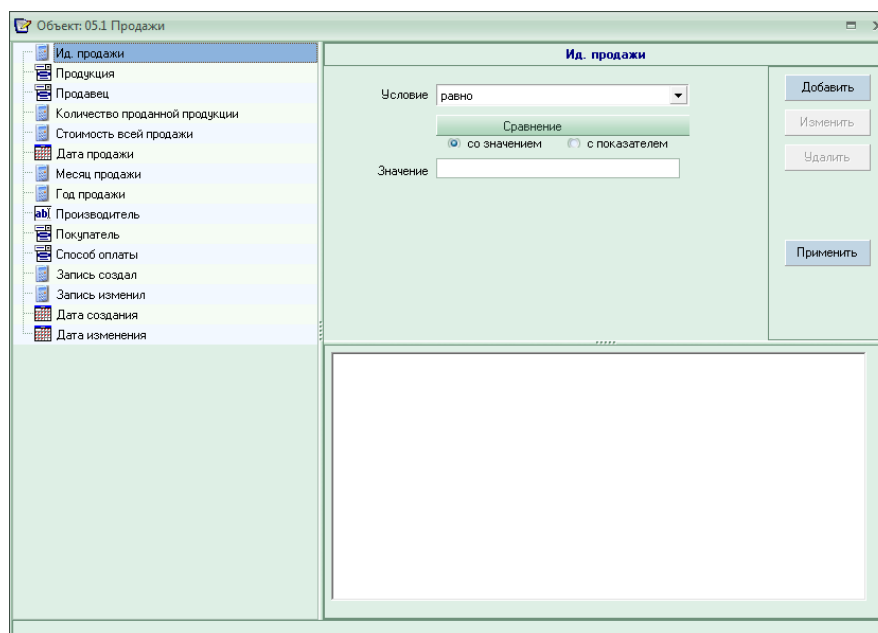 Объект: 05.1 Продажи
Ид. продажи
Продукция
Продавец
Количество проданной продукции
Стоимость всей продажи
Дата продажи
Месяц продажи
Год продажи
Производитель
Покупатель
Способ оплаты
Запись создал
Запись изменил
Дата создания
Дата изменения
Ид. продажи
Условие равно
Сравнение
со значением с показателем
Значение
Добавить
Изменить
Удалить
Применить